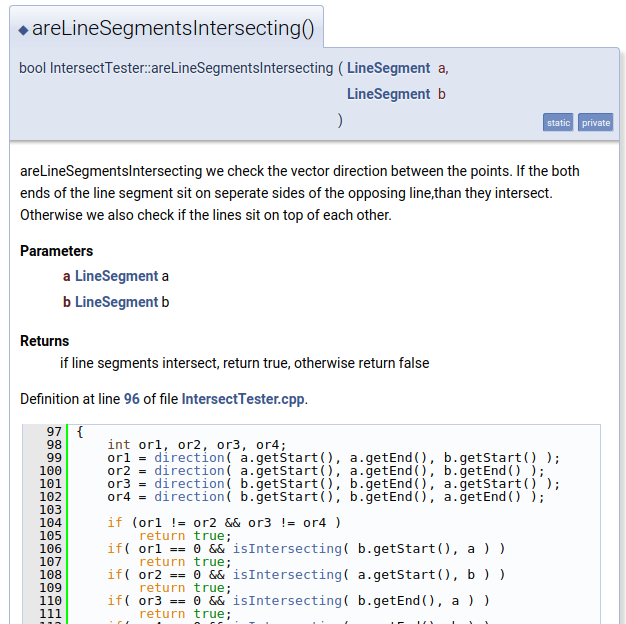 ◆ areLineSegmentsIntersecting()
bool IntersectTester::areLineSegmentsIntersecting ( LineSegment a,
LineSegment b
)
static private
areLineSegmentsIntersecting we check the vector direction between the points. If the both
ends of the line segment sit on seperate sides of the opposing line,than they intersect.
Otherwise we also check if the lines sit on top of each other.
Parameters
a LineSegment a
b LineSegment b
Returns
if line segments intersect, return true, otherwise return false
Definition at line 96 of file IntersectTester.cpp.
97 {
98 int or1, or2, or3, or4;
99 or1 = direction( a.getStart(), a.getEnd(), b.getStart() );
100 or2 = direction( a.getStart(), a.getEnd(), b.getEnd() );
101 or3 = direction( b.getStart(), b.getEnd(), a.getStart() );
102 or4 = direction( b.getStart(), b.getEnd(), a.getEnd() );
103
104 if (or1 != or2 && or3 != or4 )
105 return true;
106 if( or1 == 0 && isIntersecting( b.getStart(), a ) )
107 return true;
108 if( or2 == 0 && isIntersecting( a.getStart(), b ) )
109 return true;
110 if( or3 == 0 && isIntersecting( b.getEnd(), a ) )
111 return true;